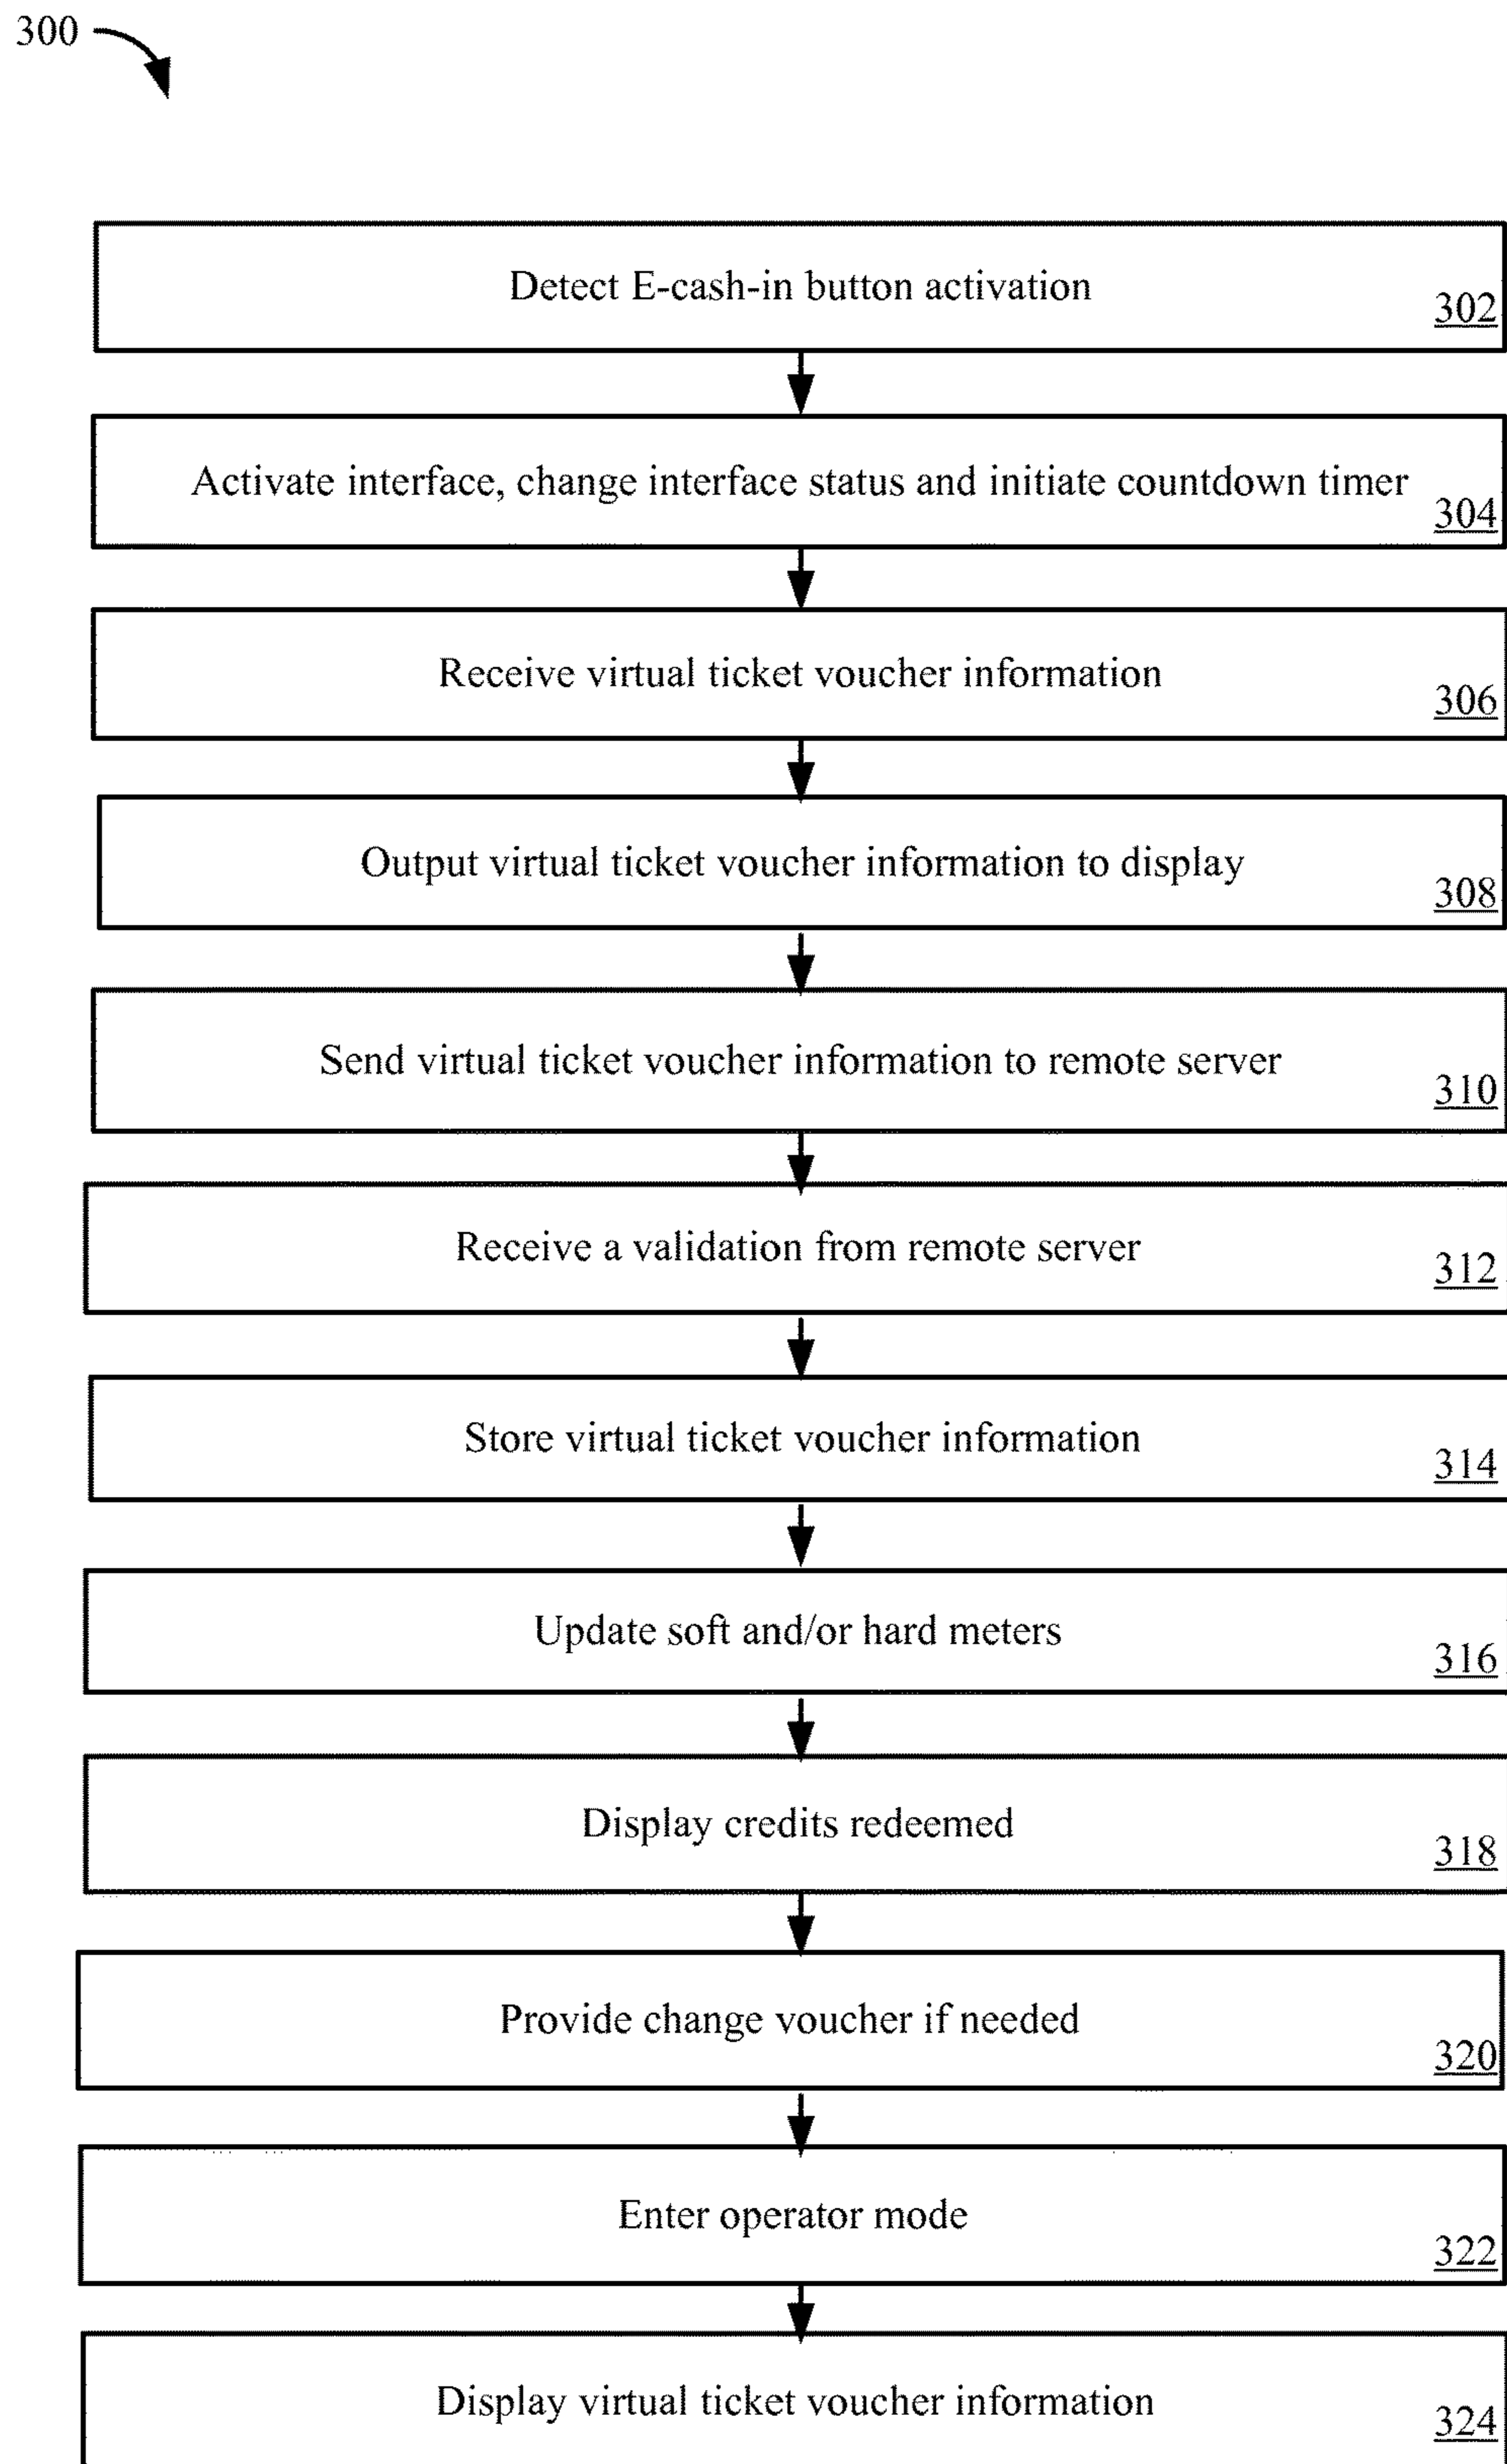 300
Detect E-cash-in button activation
302
Activate interface, change interface status and initiate countdown timer
304
Receive virtual ticket voucher information
306
Output virtual ticket voucher information to display
308
Send virtual ticket voucher information to remote server
310
Receive a validation from remote server
312
Store virtual ticket voucher information
314
Update soft and/or hard meters
316
Display credits redeemed
318
Provide change voucher if needed
320
Enter operator mode
322
Display virtual ticket voucher information
324